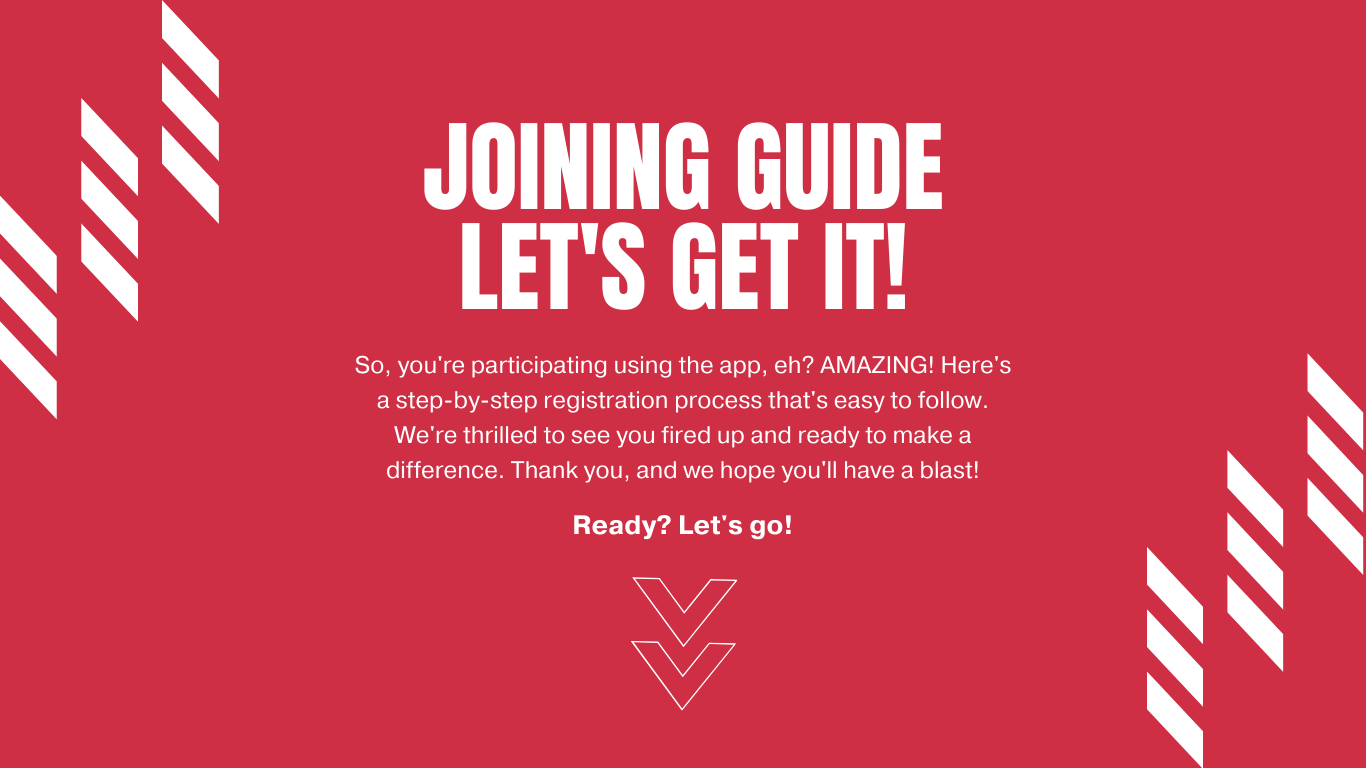 JOINING GUIDE
LET'S GET IT!
So, you're participating using the app, eh? AMAZING! Here's
a step-by-step registration process that's easy to follow.
We're thrilled to see you fired up and ready to make a
difference. Thank you, and we hope you'll have a blast!
Ready? Let's go!